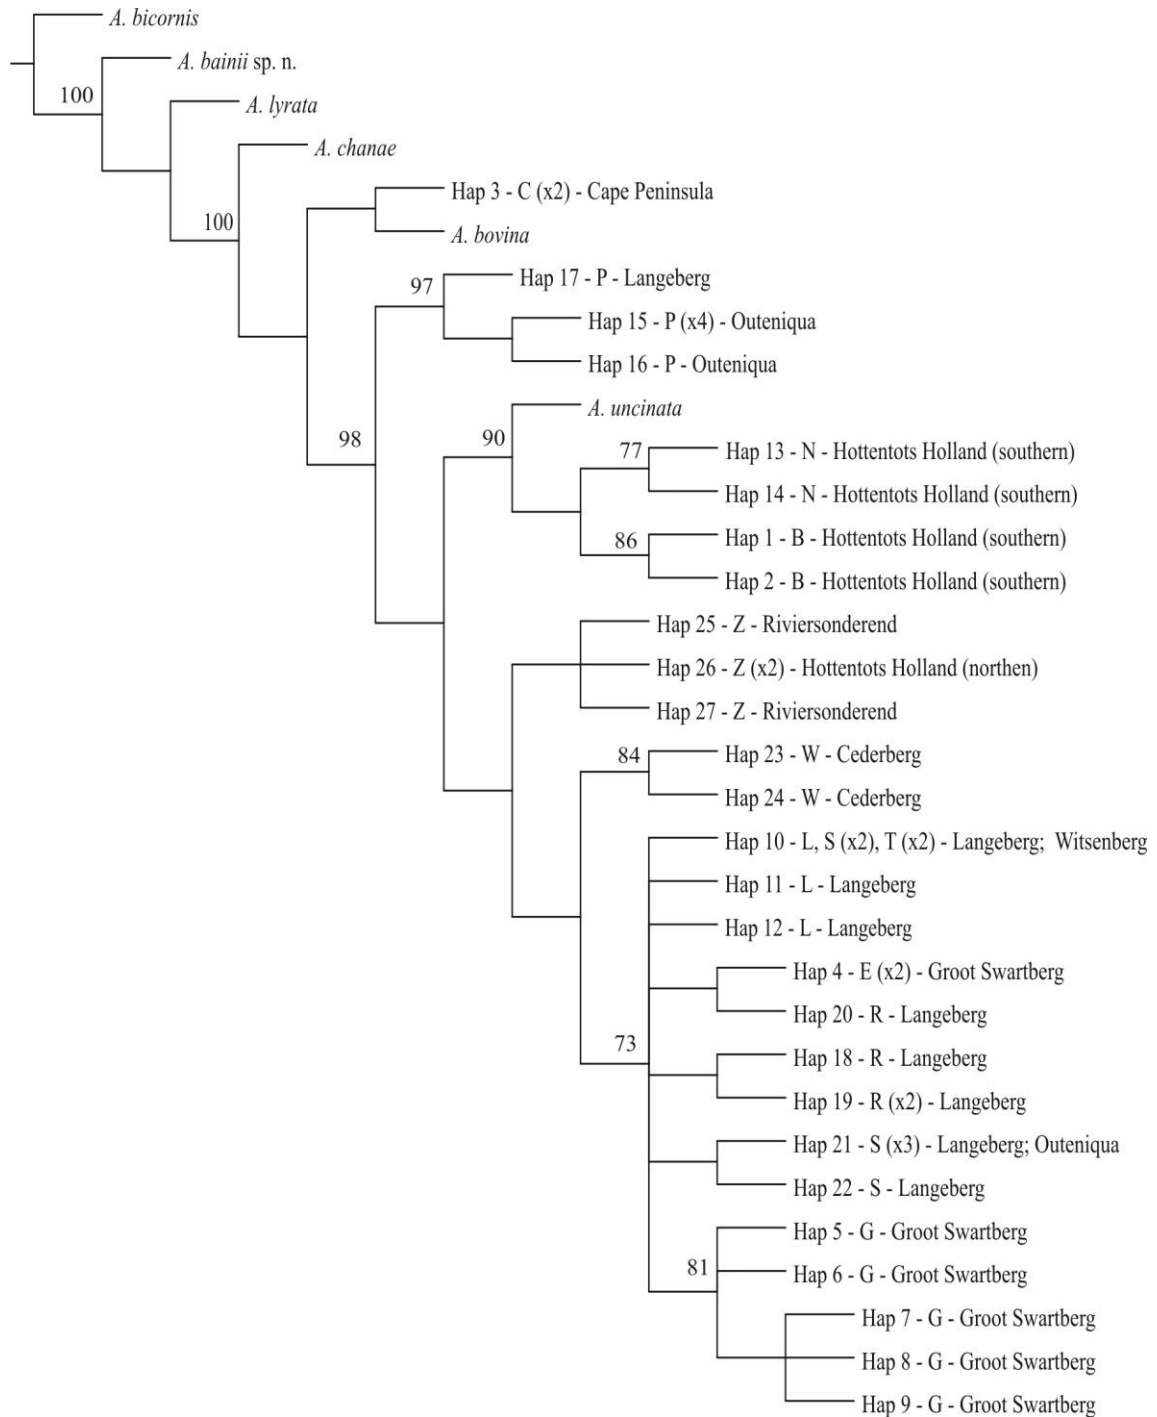 A. bicornis
A. bainii sp. n.
100
A. lyrata
A. chanae
Hap 3 - C (x2) - Cape Peninsula
100
A. bovina
Hap 17 - P - Langeberg
97
Hap 15 - P (x4) - Outeniqua
Hap 16 - P - Outeniqua
A. uncinata
98
90
77
Hap 13 - N - Hottentots Holland (southern)
Hap 14 - N - Hottentots Holland (southern)
86
Hap 1 - B - Hottentots Holland (southern)
Hap 2 - B - Hottentots Holland (southern)
Hap 25 - Z - Riviersonderend
Hap 26 - Z (x2) - Hottentots Holland (northen)
Hap 27 - Z - Riviersonderend
84
Hap 23 - W - Cederberg
Hap 24 - W - Cederberg
Hap 10 - L, S (x2), T (x2) - Langeberg; Witsenberg
Hap 11 - L - Langeberg
Hap 12 - L - Langeberg
Hap 4 - E (x2) - Groot Swartberg
Hap 20 - R - Langeberg
73
Hap 18 - R - Langeberg
Hap 19 - R (x2) - Langeberg
Hap 21 - S (x3) - Langeberg; Outeniqua
Hap 22 - S - Langeberg
Hap 5 - G - Groot Swartberg
81
Hap 6 - G - Groot Swartberg
Hap 7 - G - Groot Swartberg
Hap 8 - G - Groot Swartberg
Hap 9 - G - Groot Swartberg